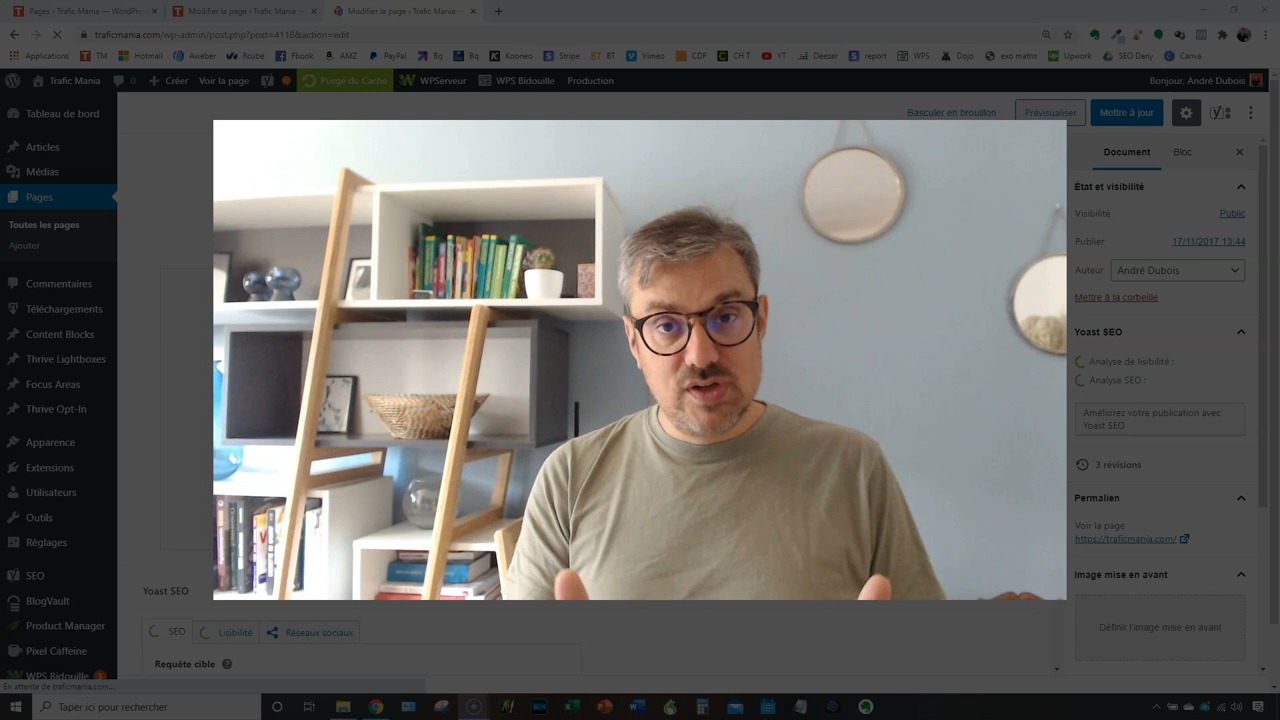 Pages ‹ Trafic Mania — WordPr
Modifier la page ‹ Trafic Mania
Modifier la page ‹ Trafic Mania
traficmania.com/wp-admin/post.php?post=4118&action=edit
Applications TM Hotmail Aweber Rcube Fbook AMZ PayPal Bq Bq Kooneo Stripe BT Vimeo CDF CH T YT Deezer report WPS Dojo exo maths Upwork SEO Dany Canva
Trafic Mania 0 Créer Voir la page Purge du Cache WPServeur WPS Bidouille Production Bonjour, André Dubois
Tableau de bord
Articles
Médias
Pages
Toutes les pages
Ajouter
Commentaires
Téléchargements
Content Blocks
Thrive Lightboxes
Focus Areas
Thrive Opt-In
Apparence
Extensions
Utilisateurs
Outils
Réglages
SEO
BlogVault
Product Manager
Pixel Caffeine
WPS Bidouille
En attente de traficmania.com...
Basculer en brouillon Prévisualiser Mettre à jour
Document Bloc
État et visibilité
Visibilité Public
Publier 17/11/2017 13:44
Auteur André Dubois
Mettre à la corbeille
Yoast SEO
Analyse de lisibilité :
Analyse SEO :
Améliorez votre publication avec
Yoast SEO
3 révisions
Permalien
Voir la page
https://traficmania.com/
Image mise en avant
Définir l'image mise en avant
Yoast SEO
SEO Lisibilité Réseaux sociaux
Requête cible
Taper ici pour rechercher